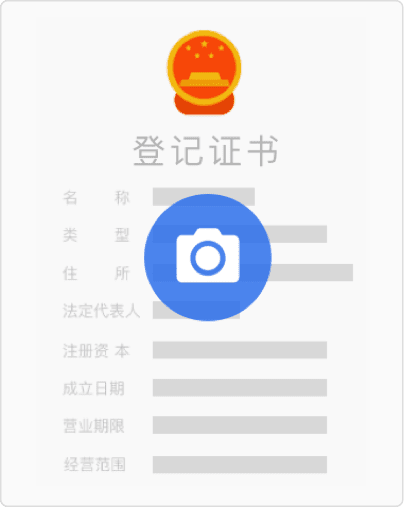 登记证书
名 称
类 型
住 所
法定代表人
注册资 本
成立日期
营业期限
经营范围